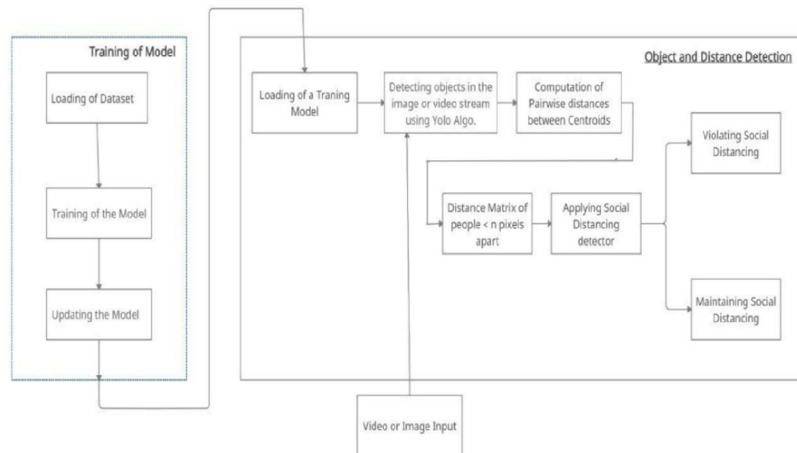 Training of Model
Loading of Dataset
Training of the Model
Updating the Model
Object and Distance Detection
Loading of a Traning
Model
Detecting objects in the
image or video stream
using Yolo Algo.
Computation of
Pairwise distances
between Centroids
Violating Social
Distancing
Distance Matrix of
people < n pixels
apart
Applying Social
Distancing
detector
Maintaining Social
Distancing
Video or Image Input